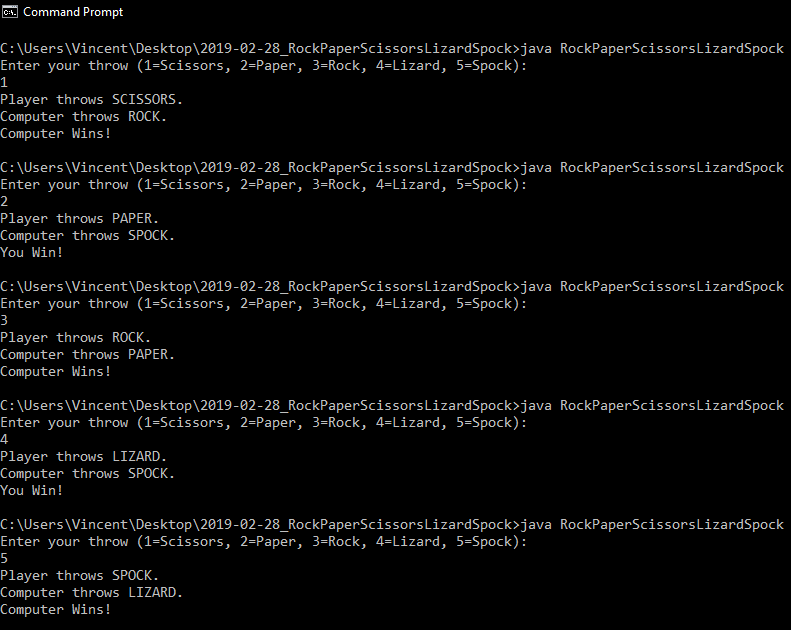 Command Prompt
C:\Users\Vincent\Desktop\2019-02-28_RockPaperScissorsLizardSpock>java RockPaperScissorsLizardSpock
Enter your throw (1=Scissors, 2=Paper, 3=Rock, 4=Lizard, 5=Spock):
1
Player throws SCISSORS.
Computer throws ROCK.
Computer Wins!
C:\Users\Vincent\Desktop\2019-02-28_RockPaperScissorsLizardSpock>java RockPaperScissorsLizardSpock
Enter your throw (1=Scissors, 2=Paper, 3=Rock, 4=Lizard, 5=Spock):
2
Player throws PAPER.
Computer throws SPOCK.
You Win!
C:\Users\Vincent\Desktop\2019-02-28_RockPaperScissorsLizardSpock>java RockPaperScissorsLizardSpock
Enter your throw (1=Scissors, 2=Paper, 3=Rock, 4=Lizard, 5=Spock):
3
Player throws ROCK.
Computer throws PAPER.
Computer Wins!
C:\Users\Vincent\Desktop\2019-02-28_RockPaperScissorsLizardSpock>java RockPaperScissorsLizardSpock
Enter your throw (1=Scissors, 2=Paper, 3=Rock, 4=Lizard, 5=Spock):
4
Player throws LIZARD.
Computer throws SPOCK.
You Win!
C:\Users\Vincent\Desktop\2019-02-28_RockPaperScissorsLizardSpock>java RockPaperScissorsLizardSpock
Enter your throw (1=Scissors, 2=Paper, 3=Rock, 4=Lizard, 5=Spock):
5
Player throws SPOCK.
Computer throws LIZARD.
Computer Wins!